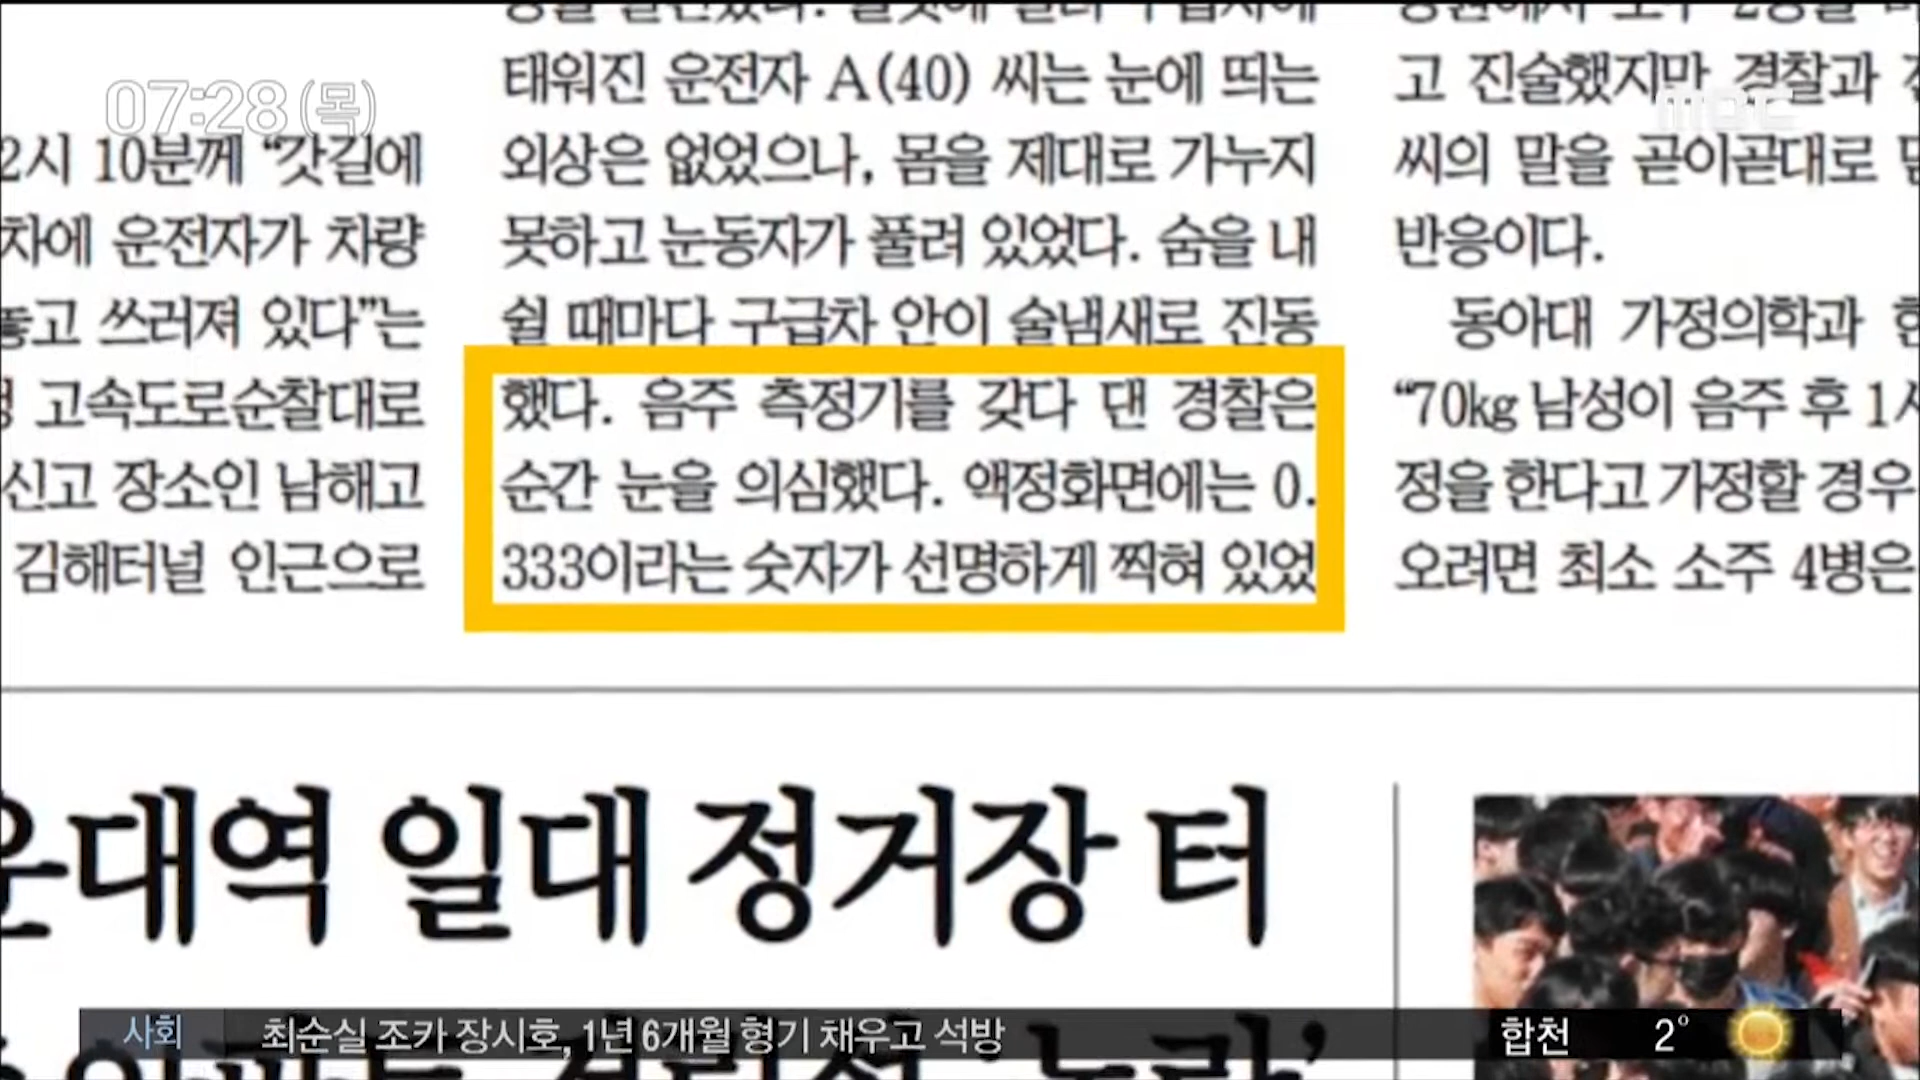 07:28(목)
MBC
2시 10분께 “갓길에
차에 운전자가 차량
놓고 쓰러져 있다”는
고속도로순찰대로
신고 장소인 남해고
김해터널 인근으로
태워진 운전자 A(40) 씨는 눈에 띄는
외상은 없었으나, 몸을 제대로 가누지
못하고 눈동자가 풀려 있었다. 숨을 내
쉴 때마다 구급차 안이 술냄새로 진동
했다. 음주 측정기를 갖다 댄 경찰은
순간 눈을 의심했다. 액정화면에는 0.
333이라는 숫자가 선명하게 찍혀 있었
고 진술했지만 경찰과
씨의 말을 곧이곧대로
반응이다.
동아대 가정의학과
“70kg 남성이 음주 후 1
정을 한다고 가정할 경우
오려면 최소 소주 4병은
운대역 일대 정거장 터
사회 최순실 조카 장시호, 1년 6개월 형기 채우고 석방
합천 2°